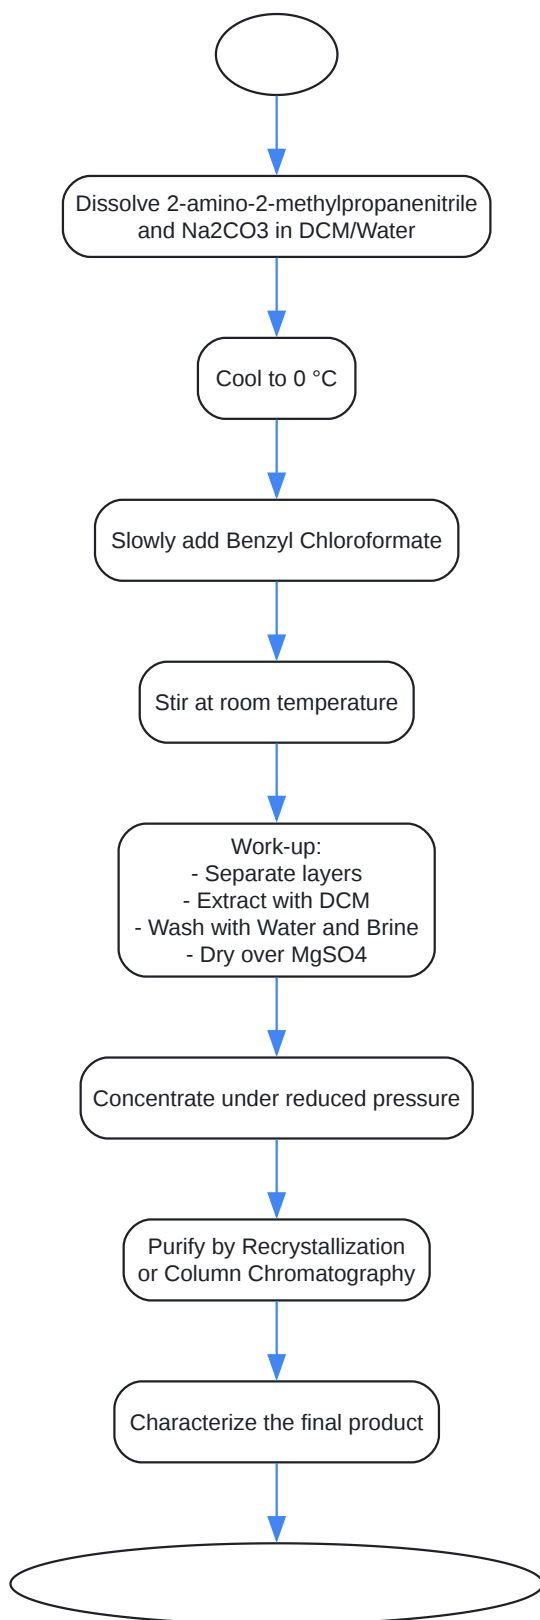 Dissolve 2-amino-2-methylpropanenitrile
and Na2CO3 in DCM/Water
Cool to 0 °C
Slowly add Benzyl Chloroformate
Stir at room temperature
Work-up:
- Separate layers
- Extract with DCM
- Wash with Water and Brine
- Dry over MgSO4
Concentrate under reduced pressure
Purify by Recrystallization
or Column Chromatography
Characterize the final product